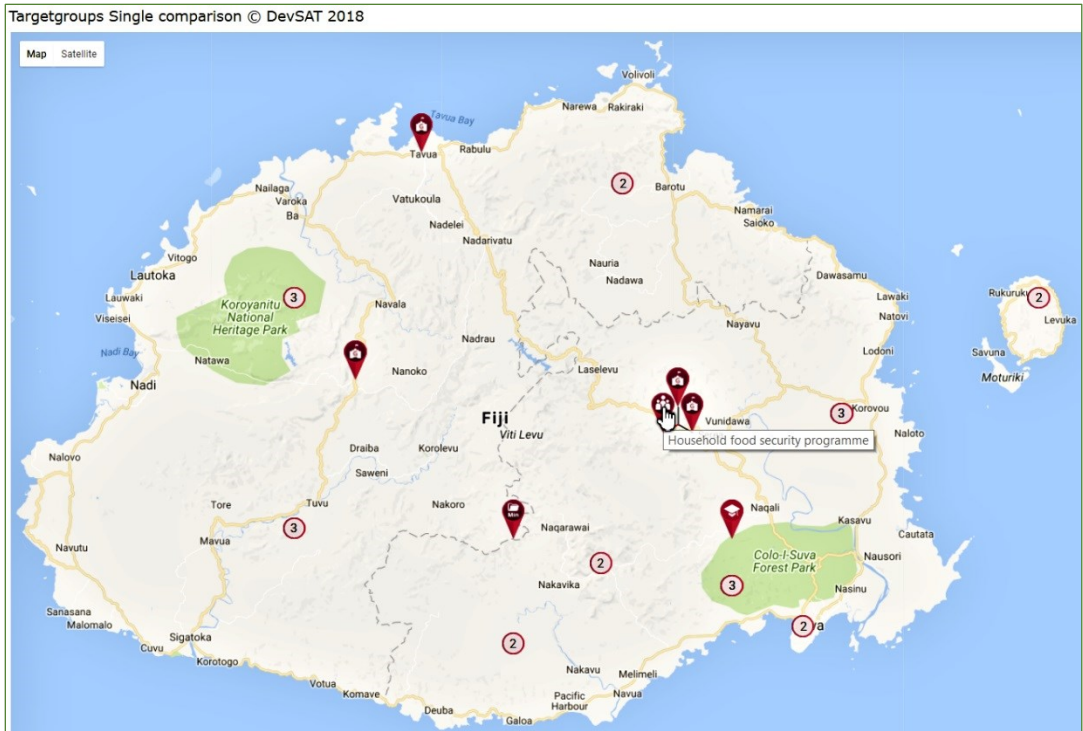 Targetgroups Single comparison © DevSAT 2018
Map Satellite
Volivoli
Narewa Rakiraki
Tavua Bay
Tavua
Rabulu
2
Barotu
Nailaga
Varoka
Ba
Vatukoula
Namarai
Saioko
Nadelei
Nadarivatu
Vitogo
Lautoka
Nauria
Nadawa
Dawasamu
Lauwaki
3
Koroyanitu
National
Heritage Park
Navala
Lawaki
Natovi
Rukuruku
2
Levuka
Viseisei
Nayavu
Nadi Bay
Natawa
Nadrau
Lodoni
Savuna
Moturiki
Nadi
Nanoko
Laselevu
Fiji
Viti Levu
3
Korovou
Vunidawa
Naloto
Household food security programme
Nalovo
Draiba
Korolevu
Saweni
Tore
Tuvu
Nakoro
Min
Naqali
Kasavu
Cautata
Navutu
Mavua
3
Naqarawai
2
Colo-I-Suva
Forest Park
Nausori
Nakavika
3
Nasinu
Sanasana
Malomalo
Sigatoka
2
2
Cuvu
Korotogo
Votua
Komave
Nakavu
Melimeli
Navua
Pacific
Harbour
Deuba
Galoa